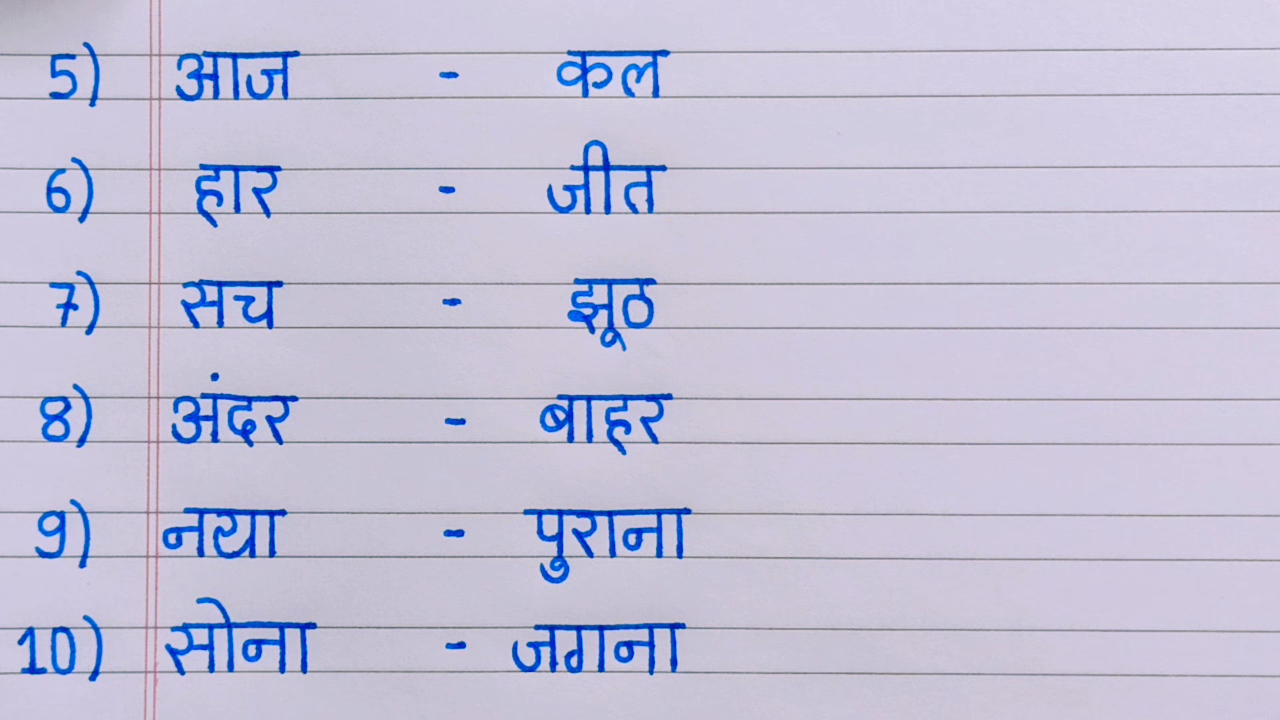 5) आज - कल
6) हार - जीत
7) सच - झूठ
8) अंदर - बाहर
9) नया - पुराना
10) सोना - जगना